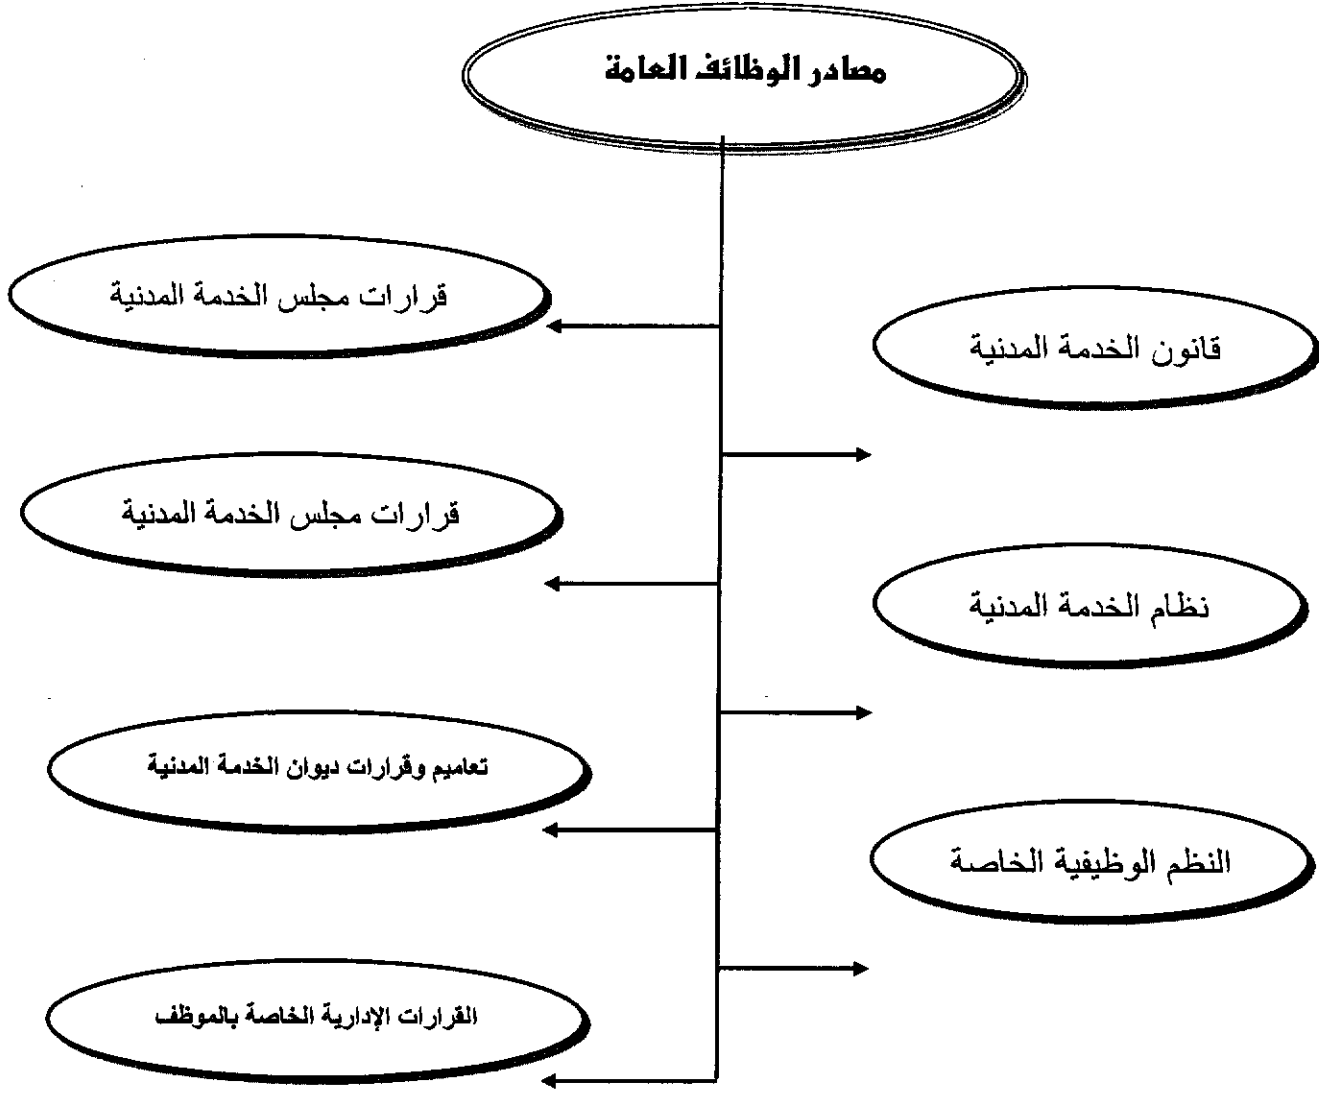 مصادر الوظائف العامة
قانون الخدمة المدنية
نظام الخدمة المدنية
النظم الوظيفية الخاصة
قرارات مجلس الخدمة المدنية
قرارات مجلس الخدمة المدنية
تعاميم وقرارات ديوان الخدمة المدنية
القرارات الإدارية الخاصة بالموظف